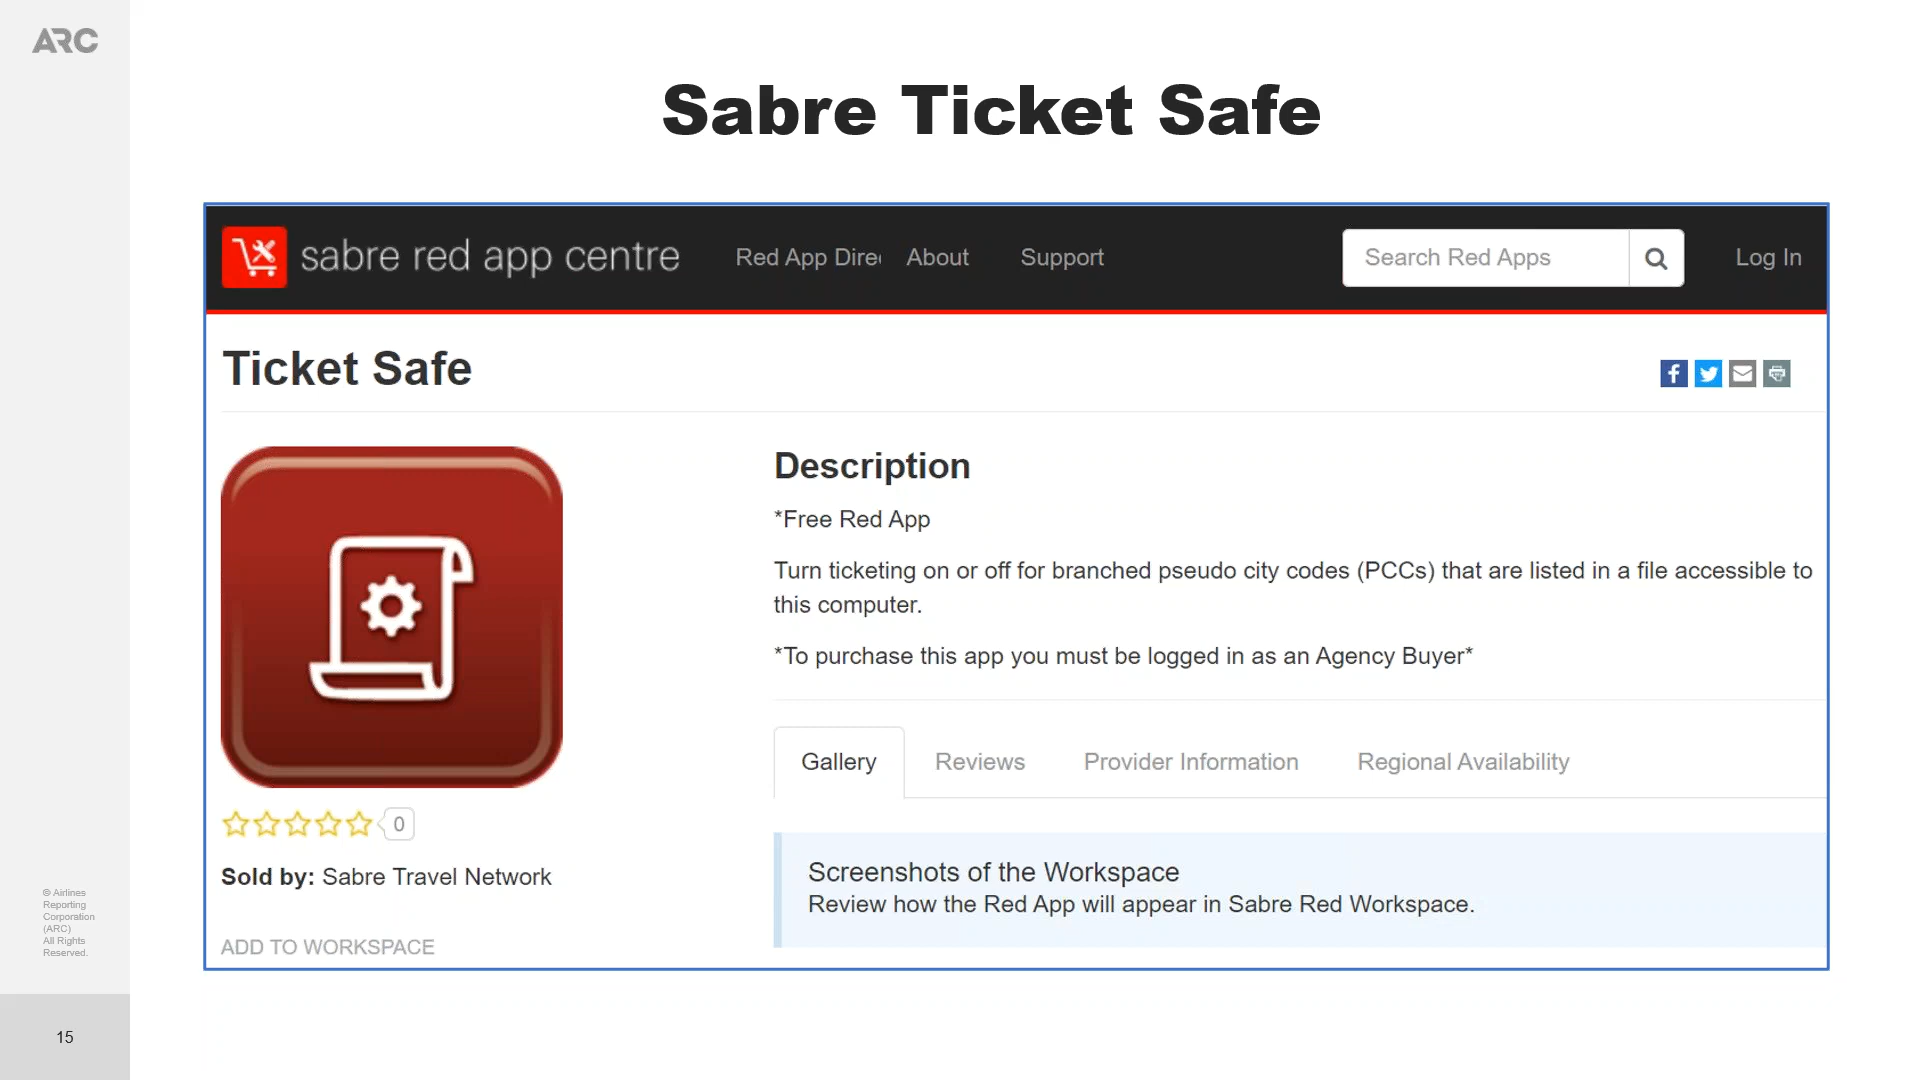 ARC
Sabre Ticket Safe
sabre red app centre
Red App Dire
About
Support
Search Red Apps
Log In
Ticket Safe
Description
*Free Red App
Turn ticketing on or off for branched pseudo city codes (PCCs) that are listed in a file accessible to
this computer.
*To purchase this app you must be logged in as an Agency Buyer*
Gallery
Reviews
Provider Information
Regional Availability
0
Sold by: Sabre Travel Network
ADD TO WORKSPACE
Screenshots of the Workspace
Review how the Red App will appear in Sabre Red Workspace.
© Airlines
Reporting
Corporation
(ARC)
All Rights
Reserved.
15